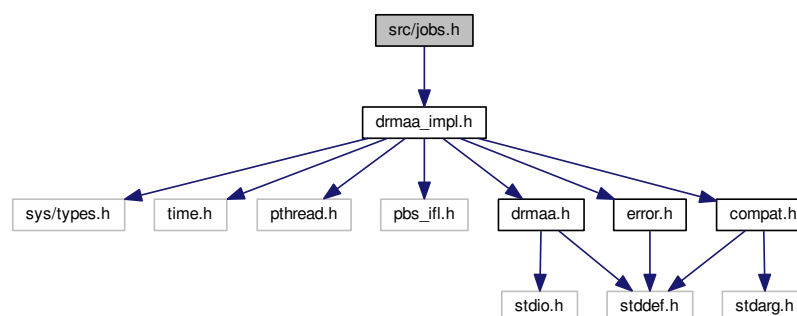 src/jobs.h
drmaa_impl.h
sys/types.h
time.h
pthread.h
pbs_ifl.h
drmaa.h
error.h
compat.h
stdio.h
stddef.h
stdarg.h